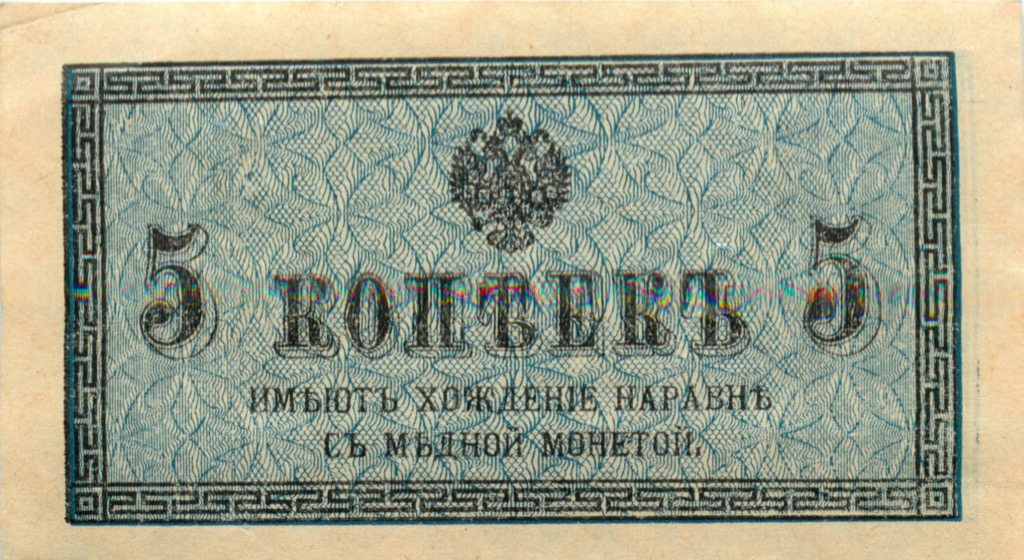 5 КОПѢЕКЪ 5
ИМѢЮТЪ ХОЖДЕНІЕ НАРАВНѢ
СЪ МѢДНОЙ МОНЕТОЙ.